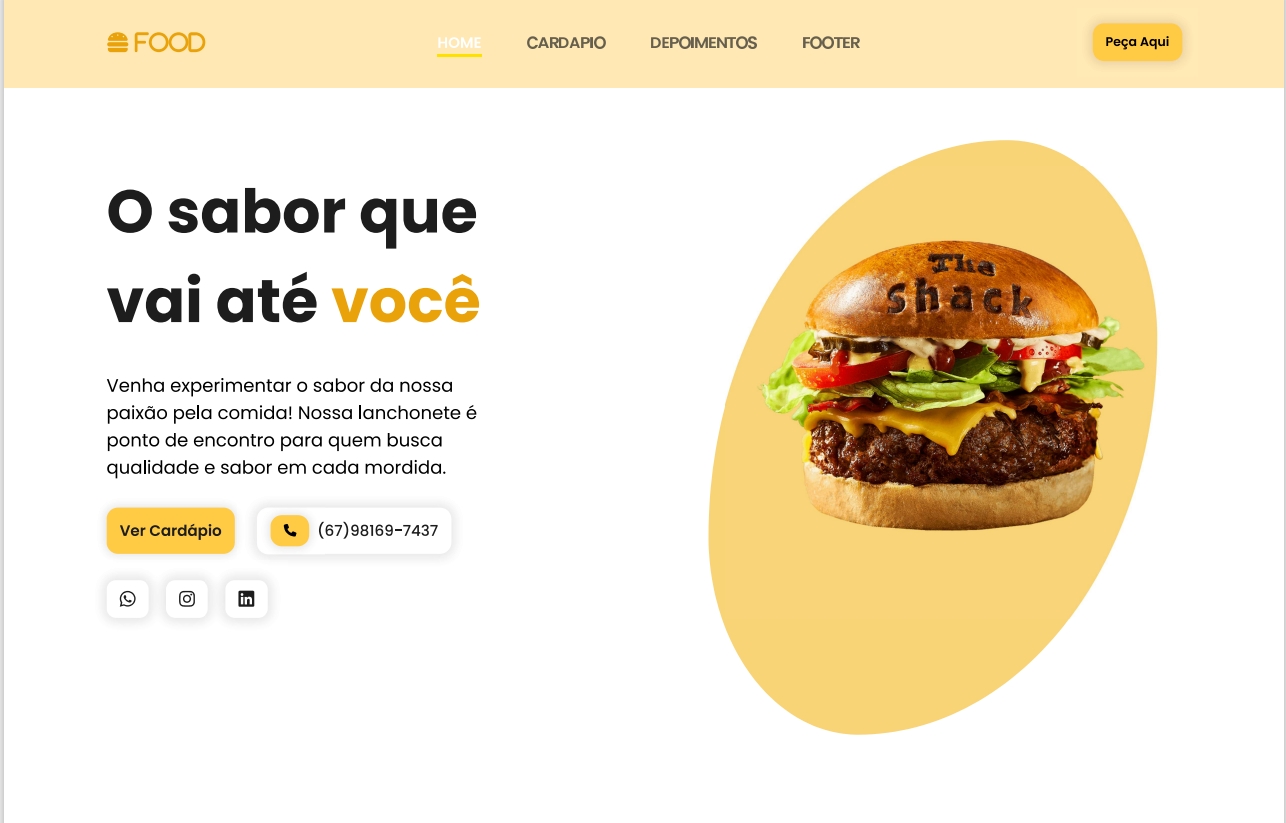 FOOD
HOME CARDAPIO DEPOIMENTOS FOOTER
Peça Aqui
O sabor que
vai até você
Venha experimentar o sabor da nossa
paixão pela comida! Nossa lanchonete é
ponto de encontro para quem busca
qualidade e sabor em cada mordida.
Ver Cardápio
(67)98169-7437
The
Shack